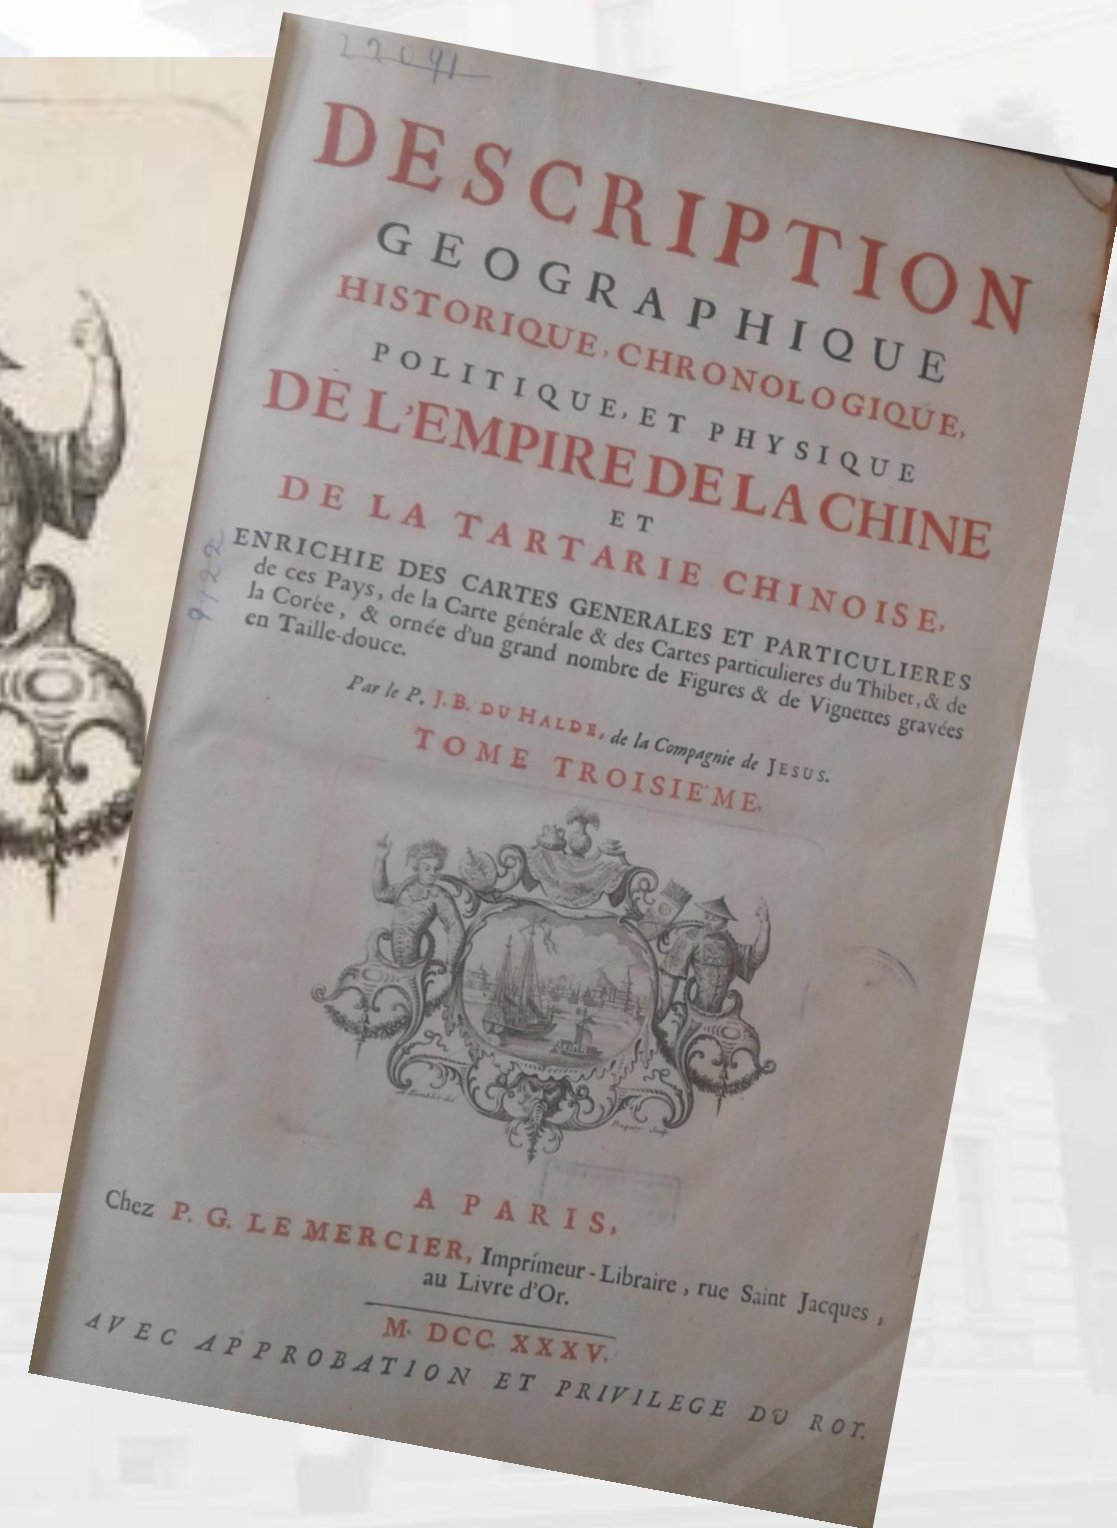 22091
DESCRIPTION
GEOGRAPHIQUE
HISTORIQUE, CHRONOLOGIQUE,
POLITIQUE, ET PHYSIQUE
DE L'EMPIRE DE LA CHINE
ET
DE LA TARTARIE CHINOISE,
9922
ENRICHIE DES CARTES GENERALES ET PARTICULIERES
de ces Pays, de la Carte générale & des Cartes particulieres du Thibet, & de
la Corée, & ornée d'un grand nombre de Figures & de Vignettes gravées
en Taille-douce.
Par le P. J. B. DU HALDE, de la Compagnie de JESUS.
TOME TROISIE'ME.
A PARIS,
Chez P. G. LE MERCIER, Imprimeur-Libraire, rue Saint Jacques,
au Livre d'Or.
M. DCC. XXXV.
AVEC APPROBATION ET PRIVILEGE DU ROY.